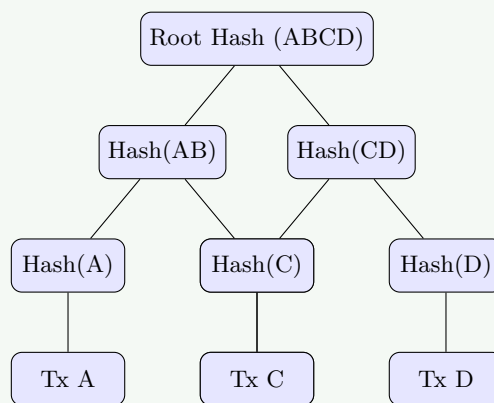 Root Hash (ABCD)
Hash(AB) Hash(CD)
Hash(A) Hash(C) Hash(D)
Tx A Tx C Tx D